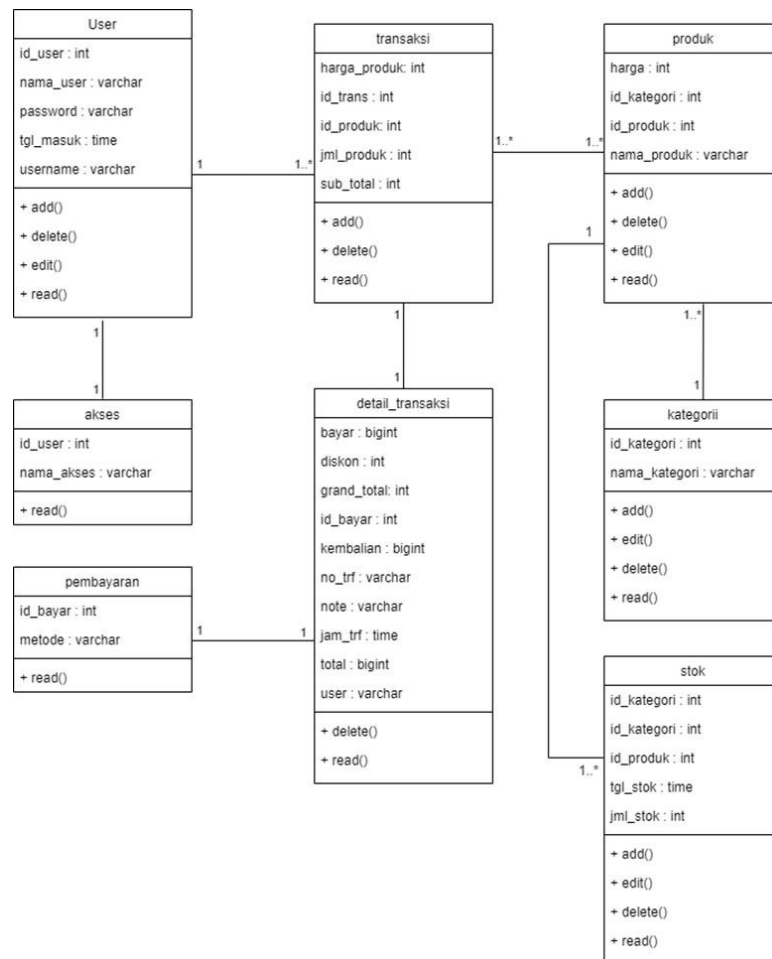 User
id_user : int
nama_user : varchar
password : varchar
tgl_masuk : time
username : varchar
+ add()
+ delete()
+ edit()
+ read()
1
1..*
transaksi
harga_produk: int
id_trans : int
id_produk: int
jml_produk : int
sub_total : int
+ add()
+ delete()
+ read()
1..*
1..*
produk
harga : int
id_kategori : int
id_produk : int
nama_produk : varchar
+ add()
+ delete()
+ edit()
+ read()
1
1..*
1
1
1
akses
id_user : int
nama_akses : varchar
+ read()
1
1
detail_transaksi
bayar : bigint
diskon : int
grand_total: int
id_bayar : int
kembalian : bigint
no_trf : varchar
note : varchar
jam_trf : time
total : bigint
user : varchar
+ delete()
+ read()
kategorii
id_kategori : int
nama_kategori : varchar
+ add()
+ edit()
+ delete()
+ read()
pembayaran
id_bayar : int
metode : varchar
+ read()
1
1
stok
id_kategori : int
id_kategori : int
id_produk : int
tgl_stok : time
jml_stok : int
+ add()
+ edit()
+ delete()
+ read()
1..*